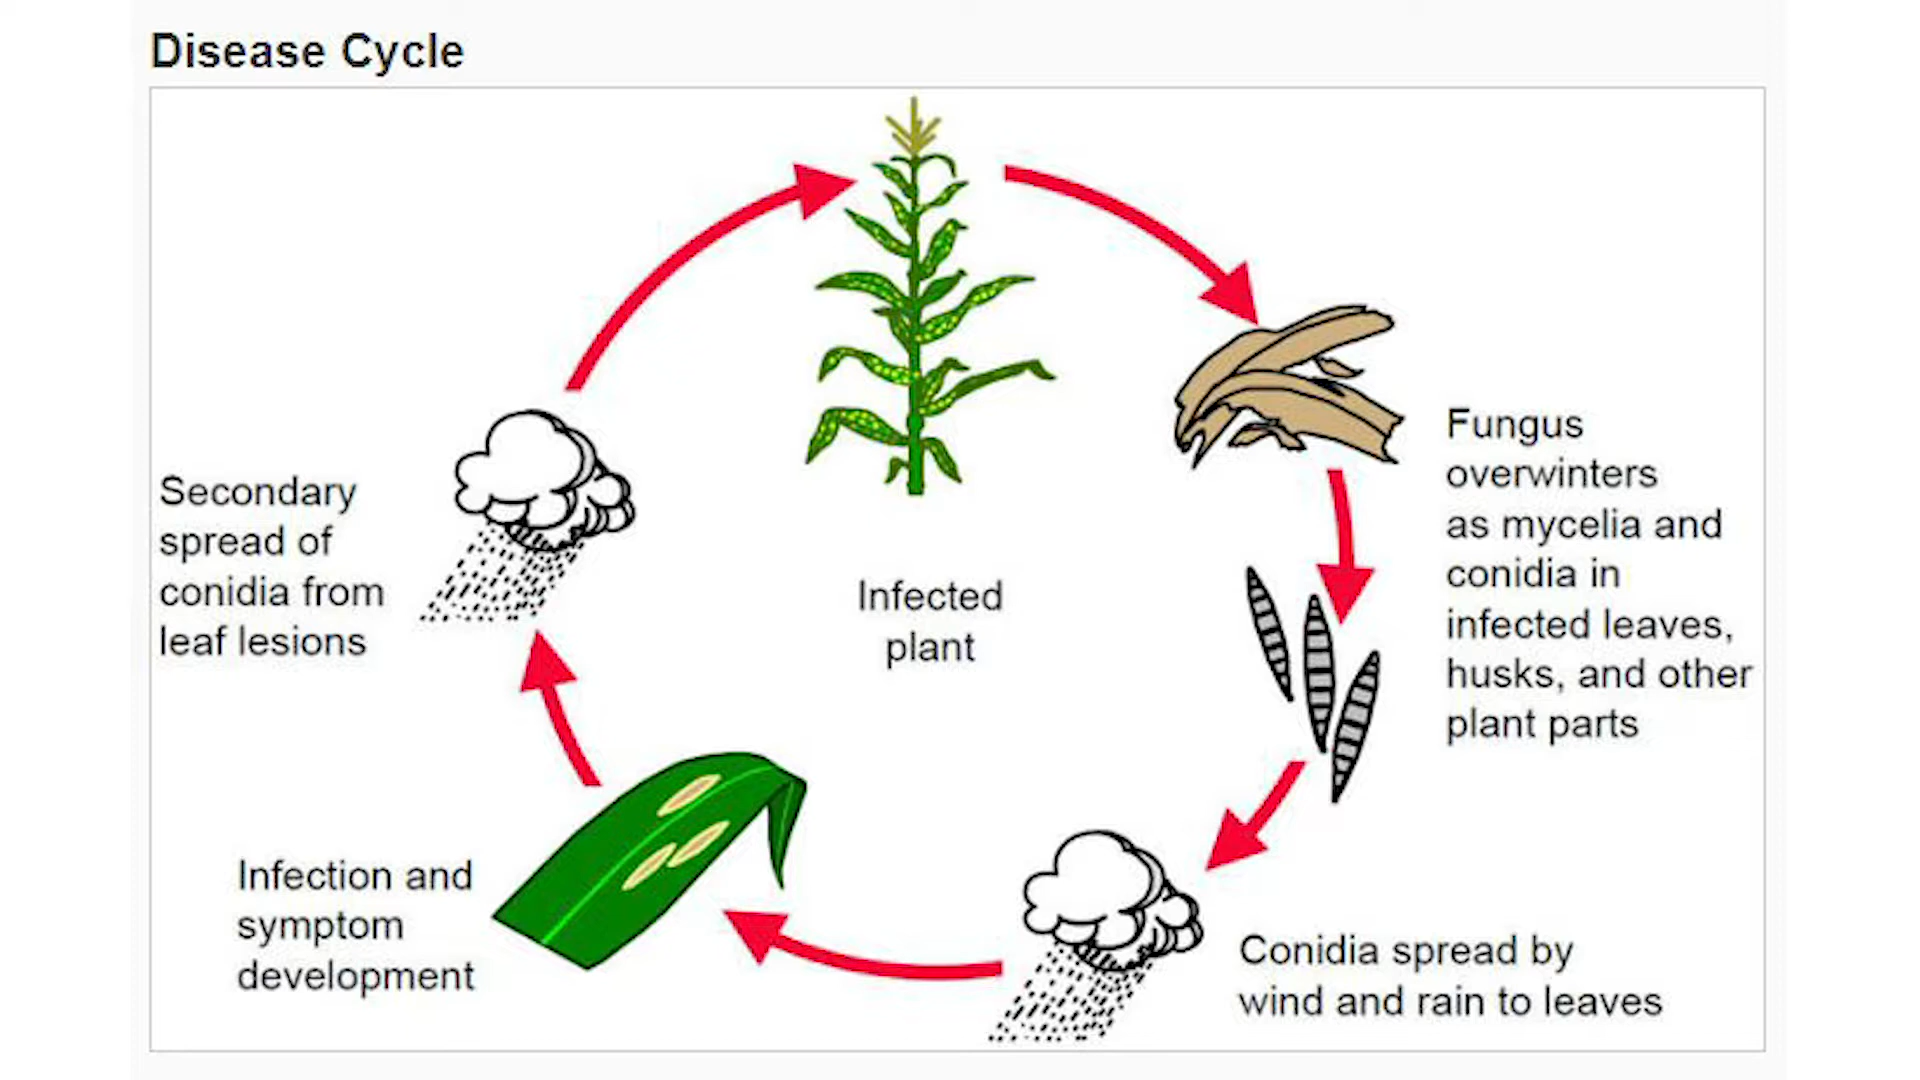 Disease Cycle
Infected
plant
Fungus
overwinters
as mycelia and
conidia in
infected leaves,
husks, and other
plant parts
Conidia spread by
wind and rain to leaves
Infection and
symptom
development
Secondary
spread of
conidia from
leaf lesions